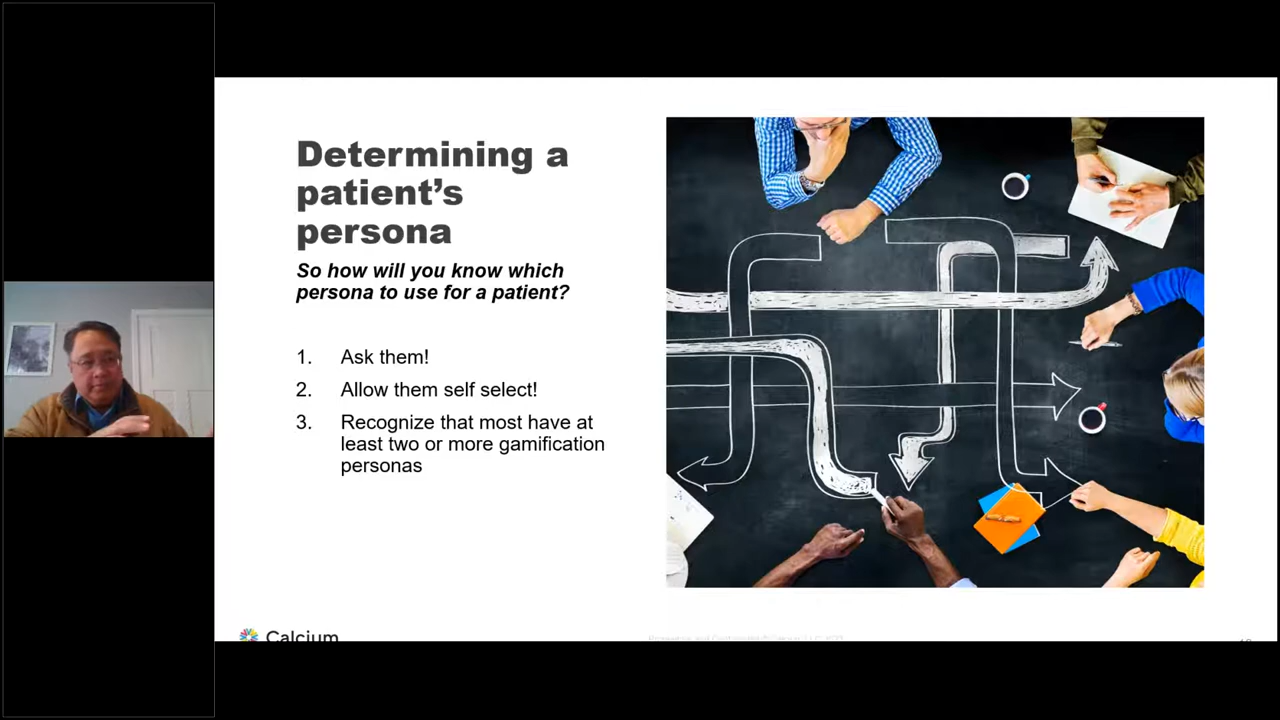 Determining a
patient’s
persona
So how will you know which
persona to use for a patient?
1. Ask them!
2. Allow them self select!
3. Recognize that most have at
least two or more gamification
personas
Calcium